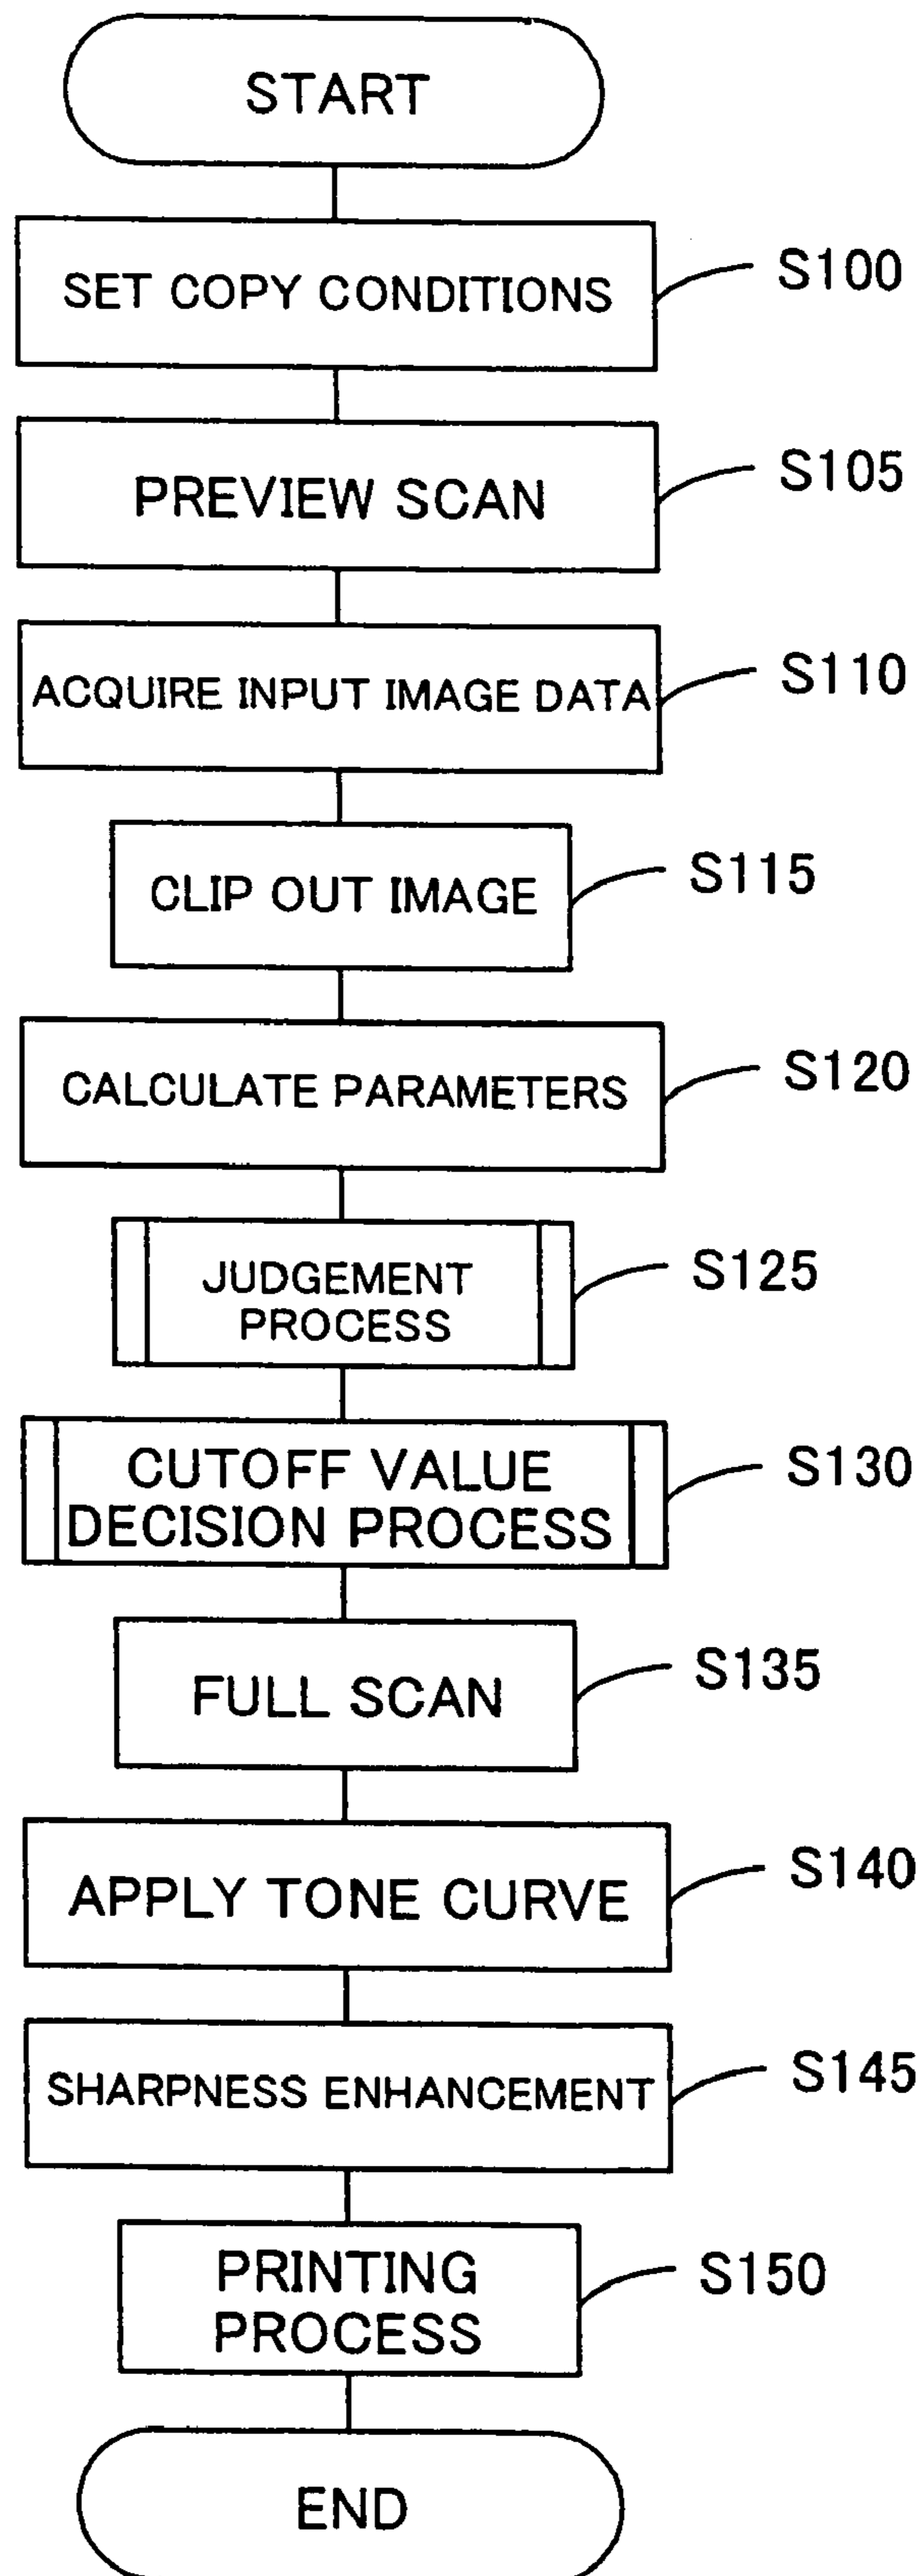 START
SET COPY CONDITIONS
S100
PREVIEW SCAN
S105
ACQUIRE INPUT IMAGE DATA
S110
CLIP OUT IMAGE
S115
CALCULATE PARAMETERS
S120
JUDGEMENT
PROCESS
S125
CUTOFF VALUE
DECISION PROCESS
S130
FULL SCAN
S135
APPLY TONE CURVE
S140
SHARPNESS ENHANCEMENT
S145
PRINTING
PROCESS
S150
END